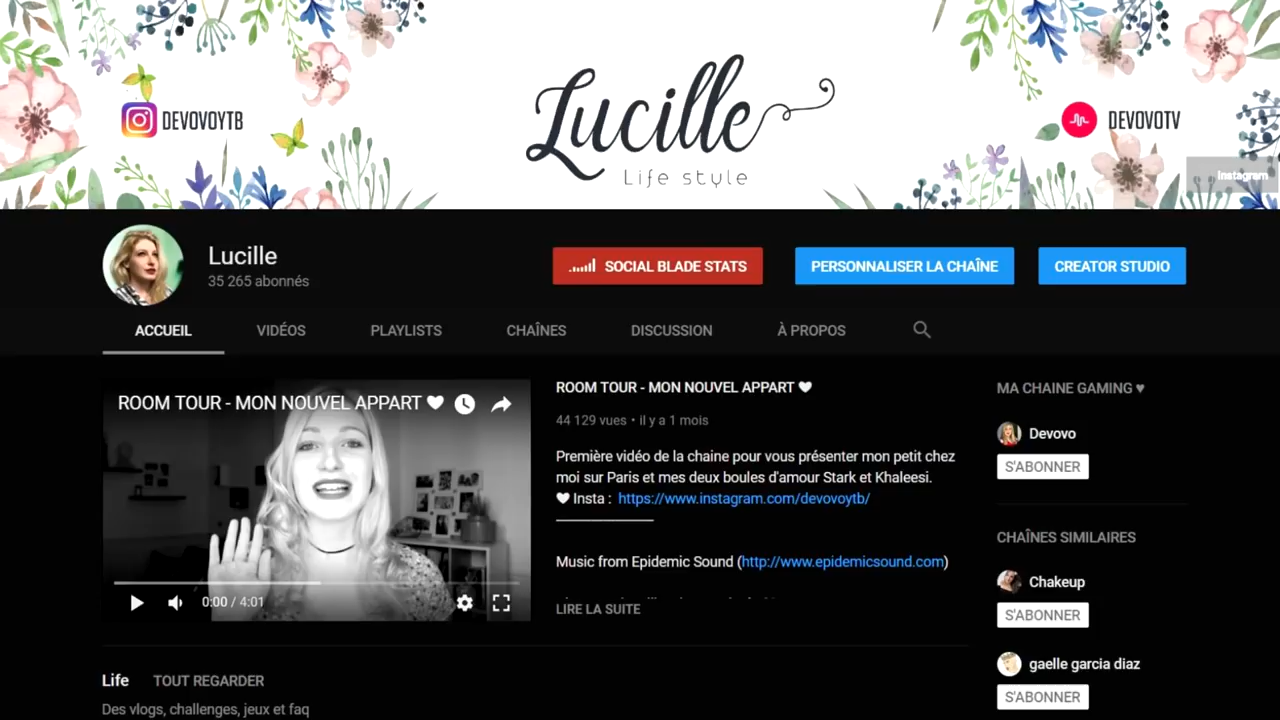 DEVOVOYTB
Lucille
Life style
DEVOVOTV
Instagram
Lucille
35 265 abonnés
SOCIAL BLADE STATS
PERSONNALISER LA CHAÎNE
CREATOR STUDIO
ACCUEIL
VIDÉOS
PLAYLISTS
CHAÎNES
DISCUSSION
À PROPOS
ROOM TOUR - MON NOUVEL APPART ♥
0:00 / 4:01
ROOM TOUR - MON NOUVEL APPART ♥
44 129 vues • il y a 1 mois
Première vidéo de la chaine pour vous présenter mon petit chez
moi sur Paris et mes deux boules d'amour Stark et Khaleesi.
♥ Insta : https://www.instagram.com/devovoytb/
Music from Epidemic Sound (http://www.epidemicsound.com)
LIRE LA SUITE
MA CHAINE GAMING ♥
Devovo
S'ABONNER
CHAÎNES SIMILAIRES
Chakeup
S'ABONNER
gaelle garcia diaz
S'ABONNER
Life TOUT REGARDER
Des vlogs, challenges, jeux et faq